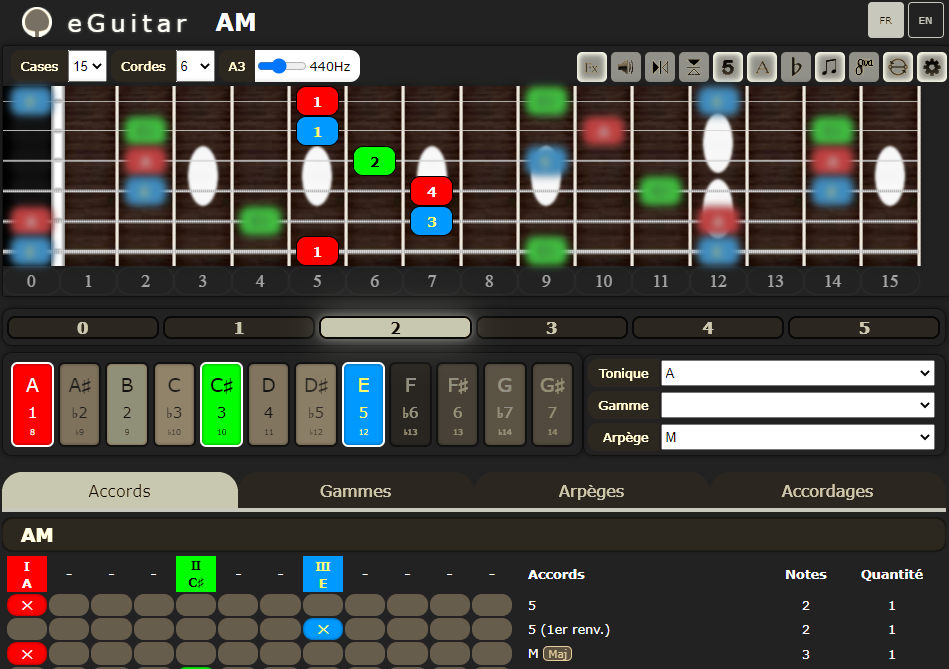 eGuitar AM FR EN
Cases 15 Cordes 6 A3 440Hz Fx 5 A ♭ 8va
1
1
2
4
3
1
0 1 2 3 4 5 6 7 8 9 10 11 12 13 14 15
0 1 2 3 4 5
A A♯ B C C♯ D D♯ E F F♯ G G♯
1 ♭2 2 ♭3 3 4 ♭5 5 ♭6 6 ♭7 7
8 ♭9 9 ♭10 10 11 ♭12 12 ♭13 13 ♭14 14
Tonique A
Gamme
Arpège M
Accords Gammes Arpèges Accordages
AM
I - - - II - - III - - - -
A C♯ E
Accords Notes Quantité
× 5 2 1
× 5 (1er renv.) 2 1
× M Maj 3 1